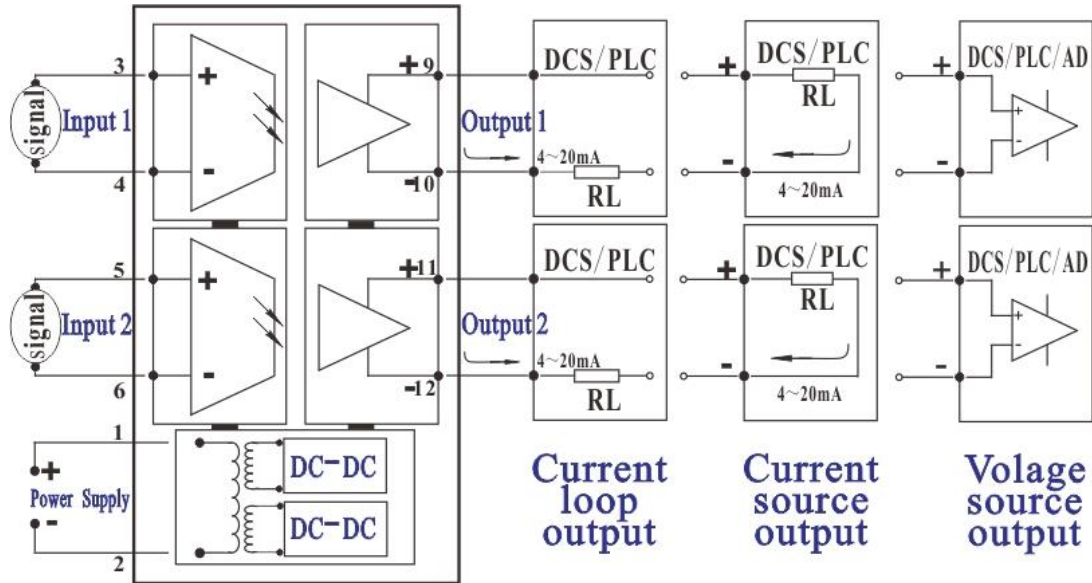 3
signal
Input 1
4
+
-
+ 9
Output 1
- 10
DCS/PLC
4~20mA
RL
+
-
DCS/PLC
RL
4~20mA
+
-
DCS/PLC/AD
+
-
5
signal
Input 2
6
+
-
+ 11
Output 2
- 12
DCS/PLC
4~20mA
RL
+
-
DCS/PLC
RL
4~20mA
+
-
DCS/PLC/AD
+
-
1
+
Power Supply
-
2
DC-DC
DC-DC
Current
loop
output
Current
source
output
Volage
source
output